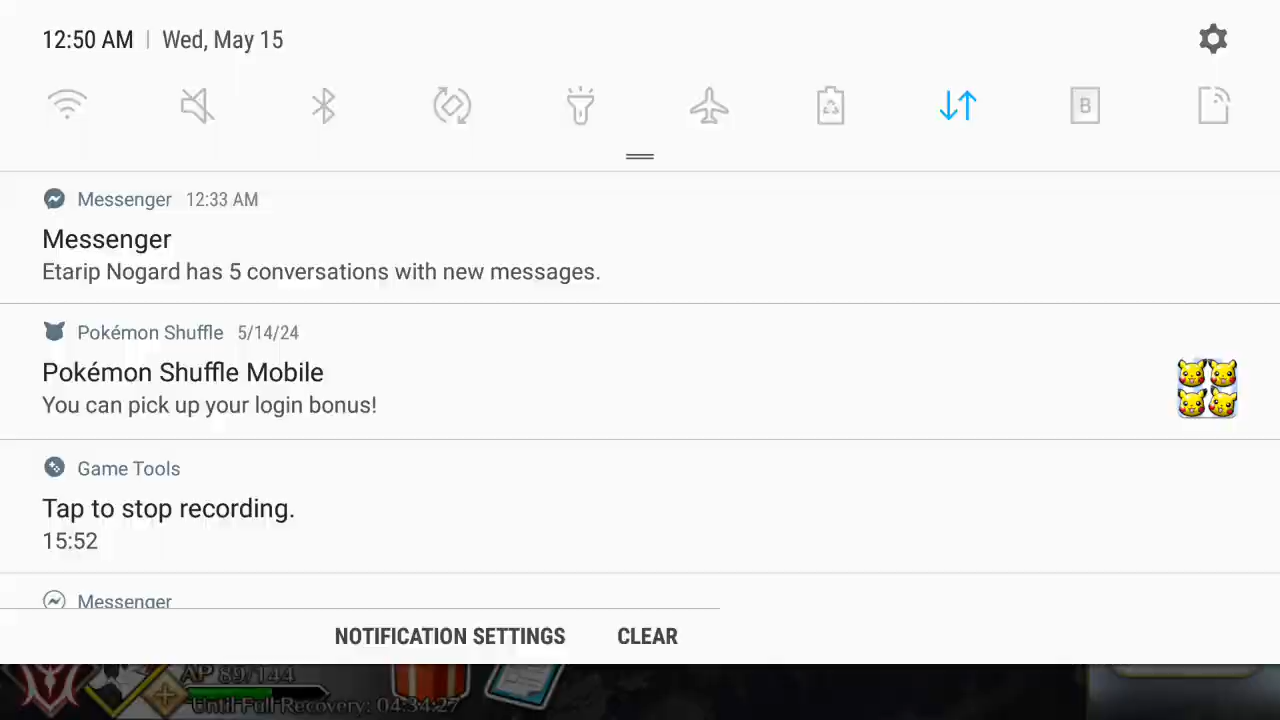 12:50 AM | Wed, May 15
B
Messenger 12:33 AM
Messenger
Etarip Nogard has 5 conversations with new messages.
Pokémon Shuffle 5/14/24
Pokémon Shuffle Mobile
You can pick up your login bonus!
Game Tools
Tap to stop recording.
15:52
Messenger
NOTIFICATION SETTINGS CLEAR
AP 89/144
Until Full Recovery: 04:34:27